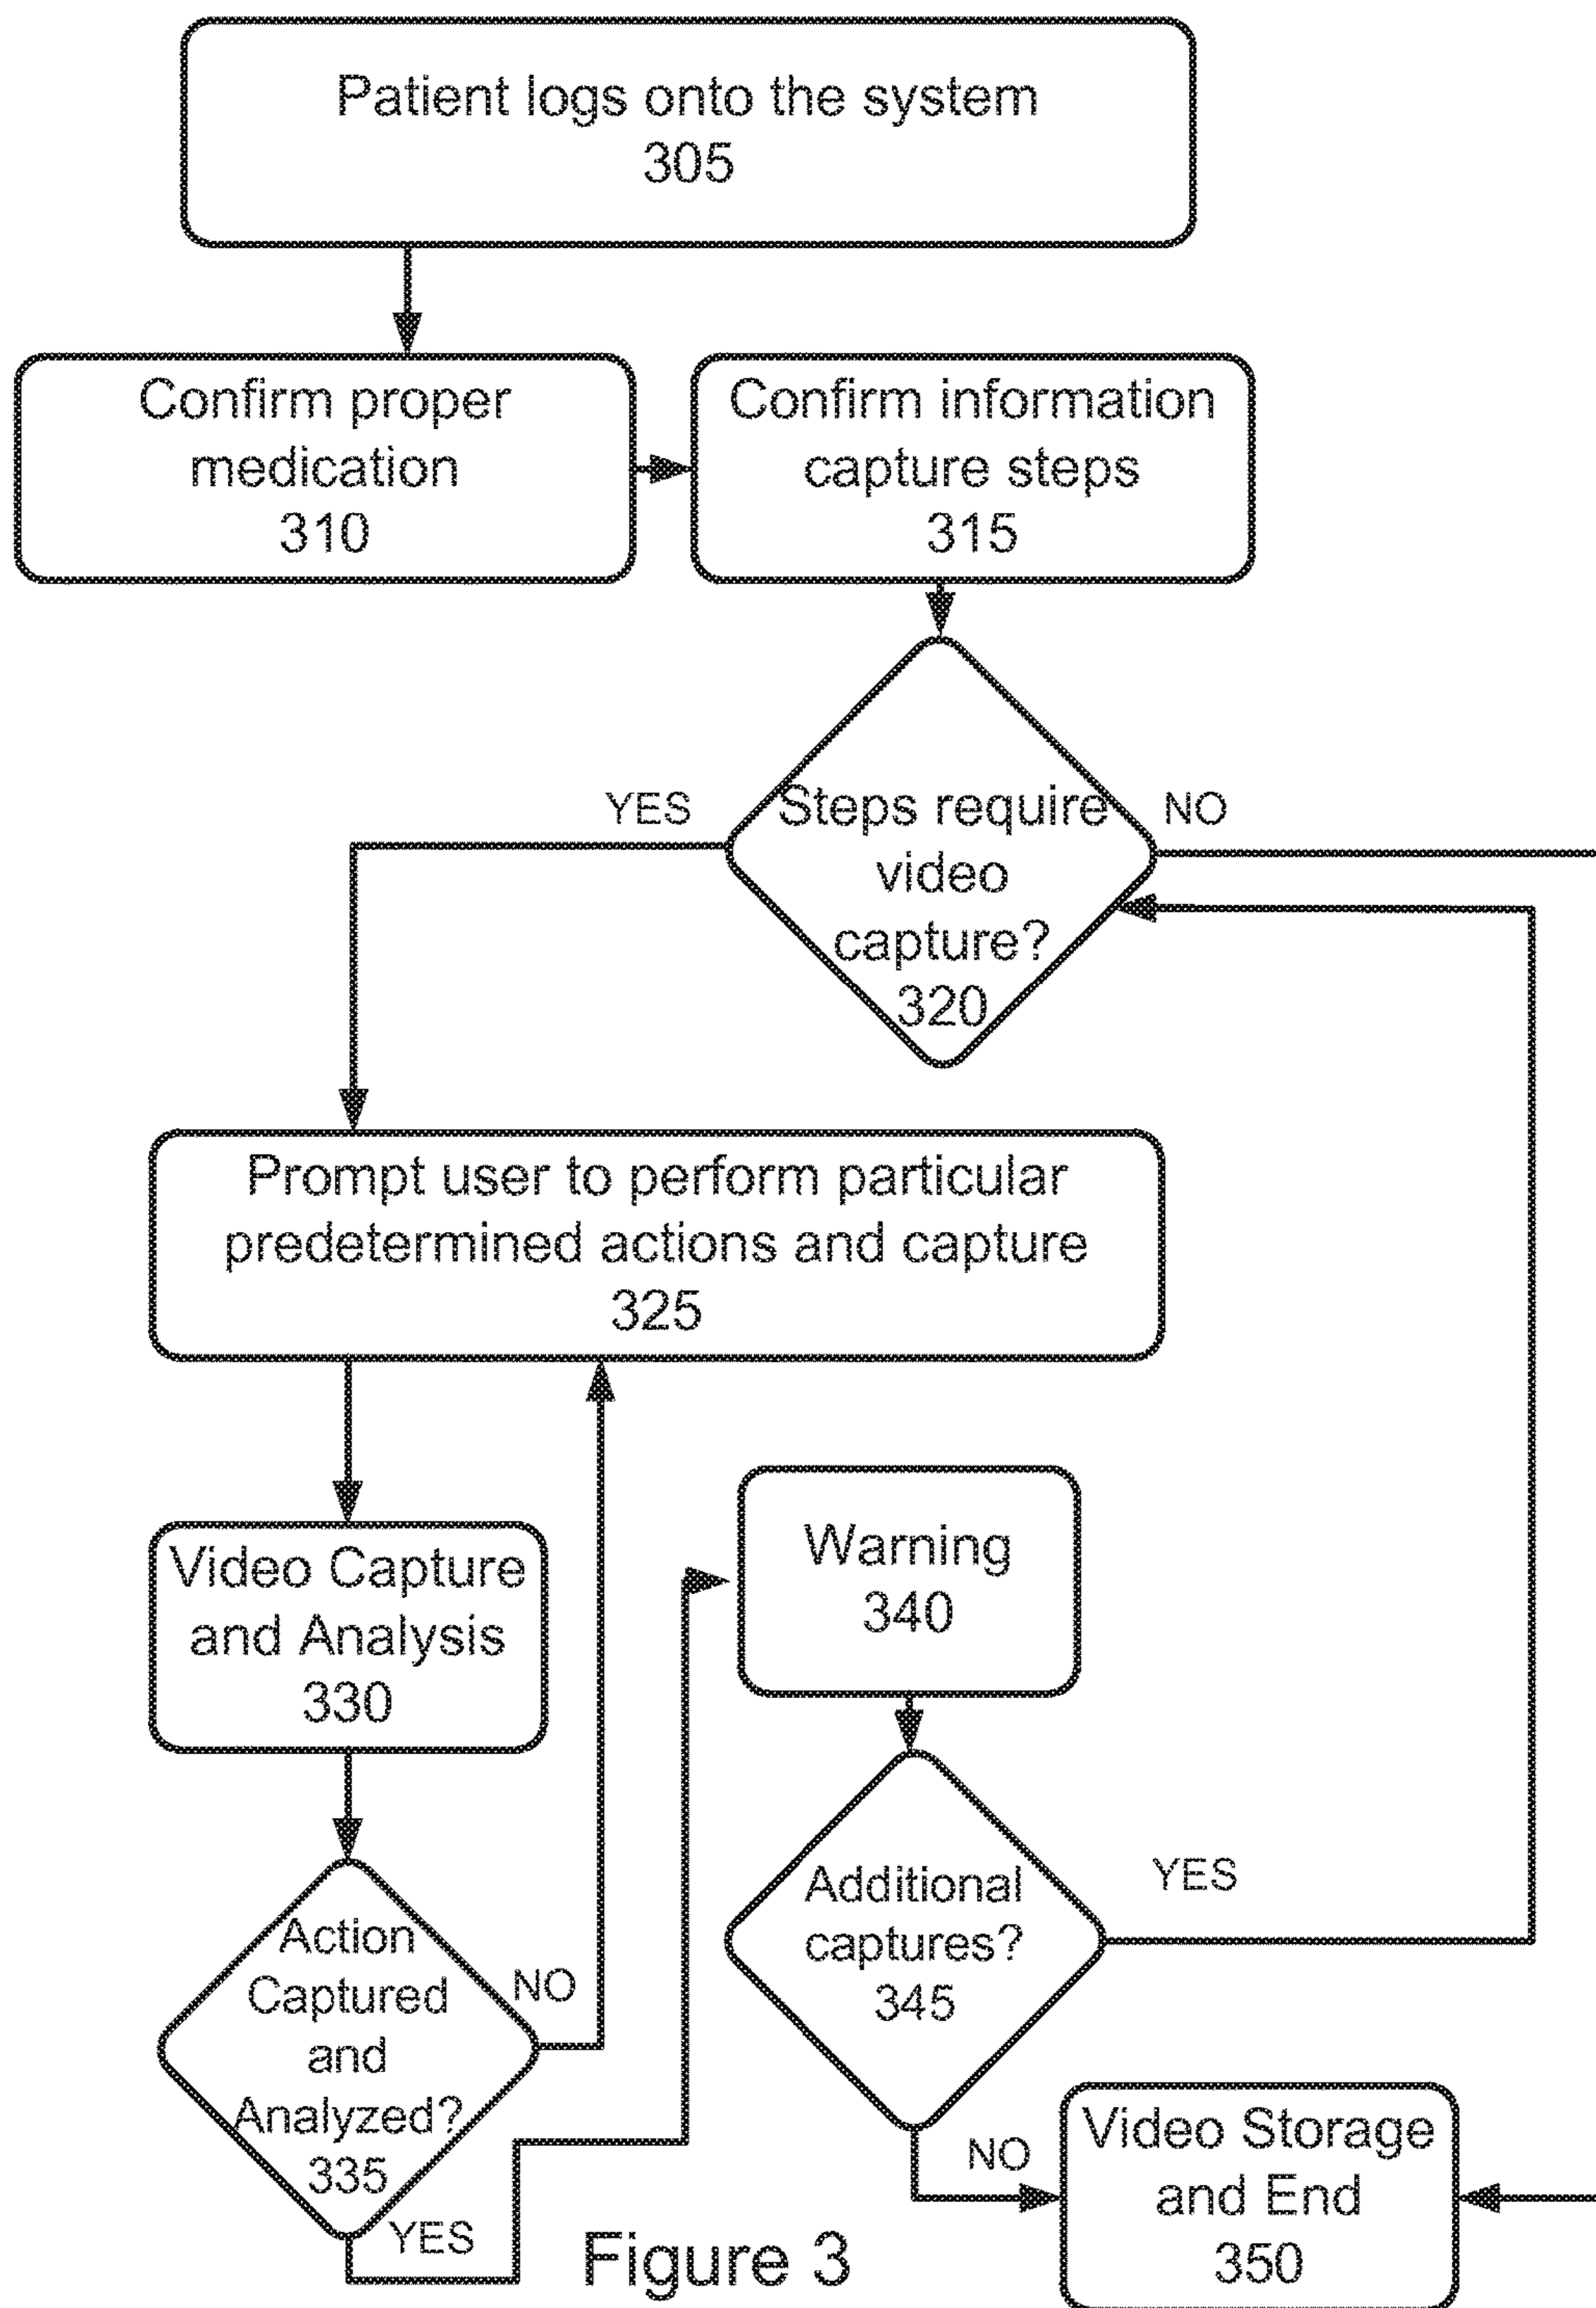 Patient logs onto the system
305
Confirm proper
medication
310
Confirm information
capture steps
315
YES
Steps require
video
capture?
320
NO
Prompt user to perform particular
predetermined actions and capture
325
Video Capture
and Analysis
330
Warning
340
Action
Captured
and
Analyzed?
335
NO
YES
Additional
captures?
345
YES
NO
Video Storage
and End
350
Figure 3